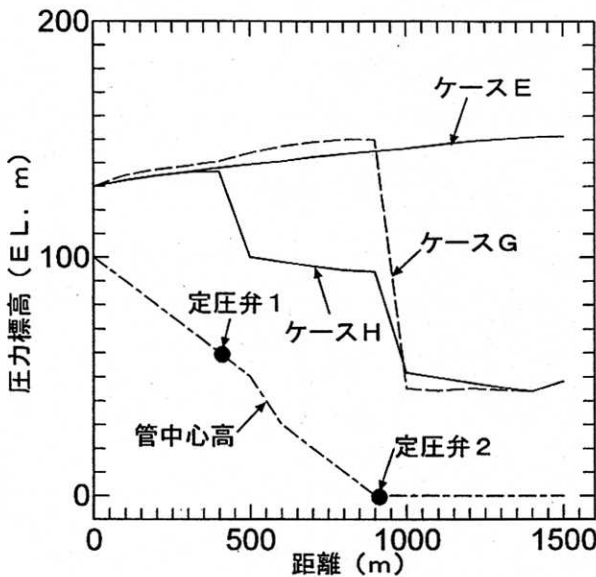 200
ケースE
圧力標高（EL. m）
100
定圧弁1
ケースG
ケースH
管中心高
定圧弁2
0
0
500
1000
1500
距離（m）